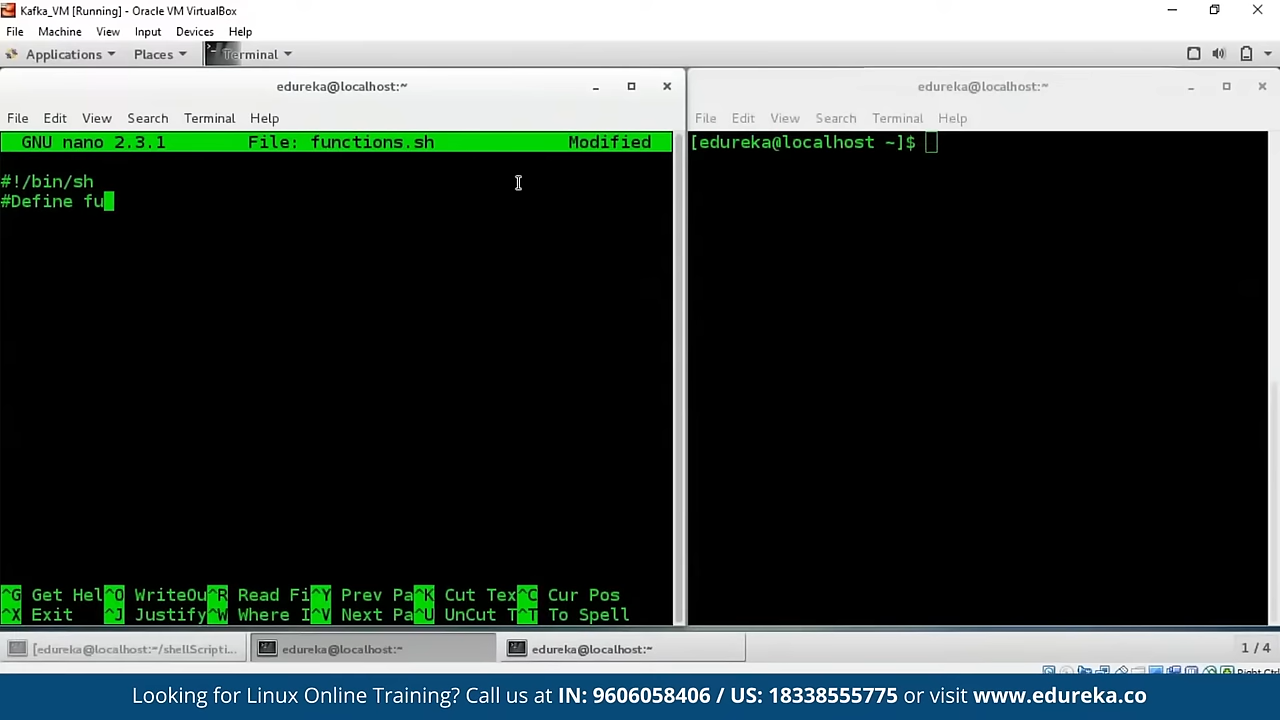 Kafka_VM [Running] - Oracle VM VirtualBox
File Machine View Input Devices Help
Applications Places Terminal
edureka@localhost:~
File Edit View Search Terminal Help
GNU nano 2.3.1 File: functions.sh Modified
#!/bin/sh
#Define fu
^G Get Hel^O WriteOu^R Read Fi^Y Prev Pa^K Cut Tex^C Cur Pos
^X Exit ^J Justify^W Where I^V Next Pa^U UnCut T^T To Spell
edureka@localhost:~
File Edit View Search Terminal Help
[edureka@localhost ~]$
[edureka@localhost:~/shellScripti... edureka@localhost:~ edureka@localhost:~ 1 / 4
Right Ctrl
Looking for Linux Online Training? Call us at IN: 9606058406 / US: 18338555775 or visit www.edureka.co